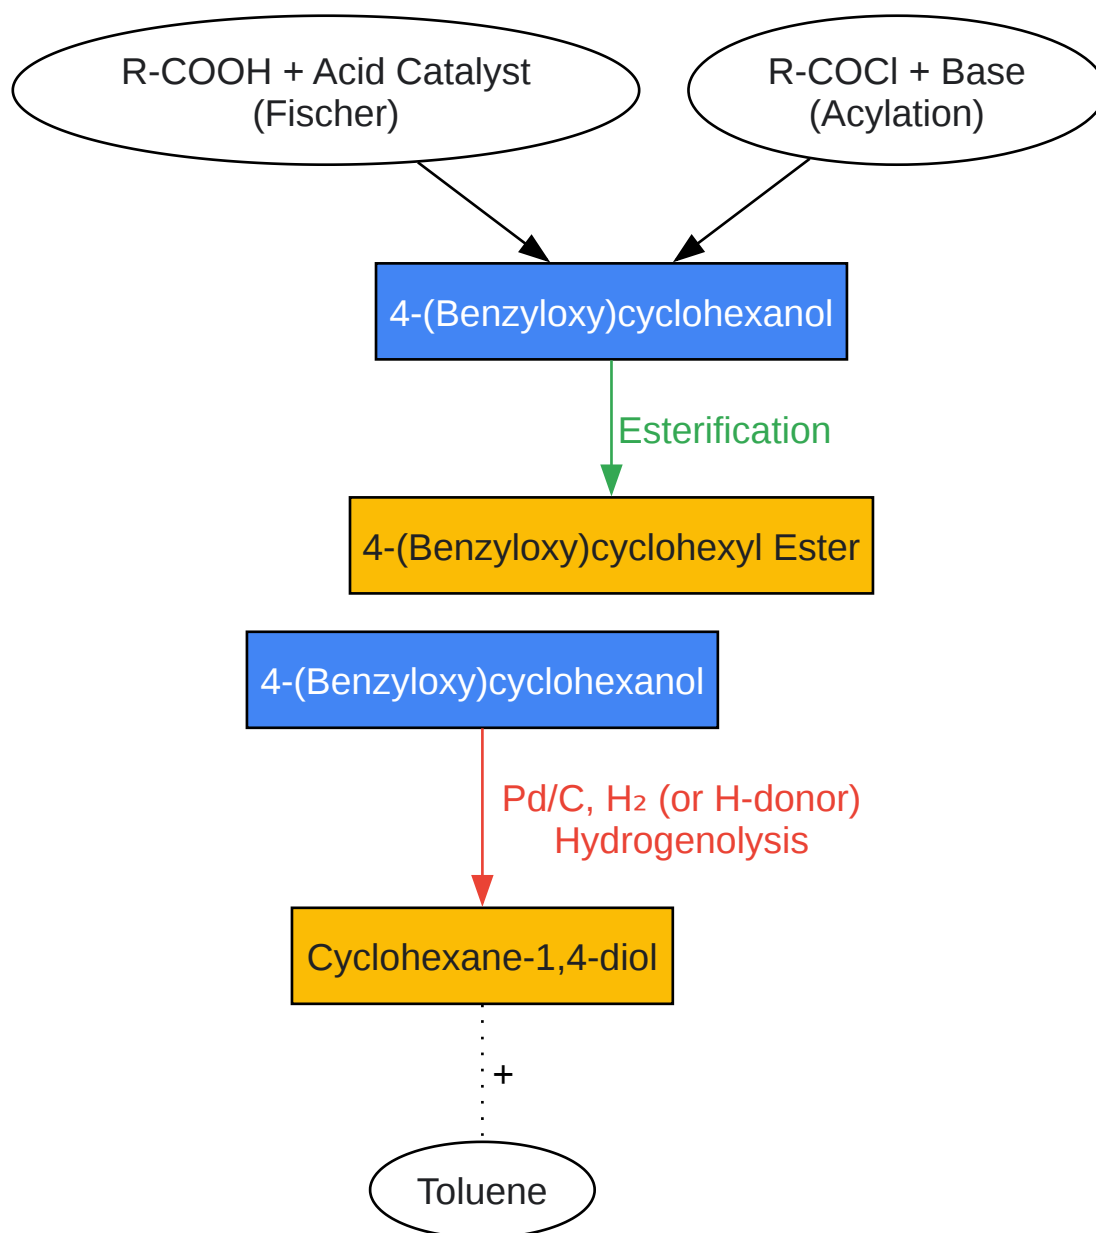 R-COOH + Acid Catalyst
(Fischer)
R-COCl + Base
(Acylation)
4-(Benzyloxy)cyclohexanol
Esterification
4-(Benzyloxy)cyclohexyl Ester
4-(Benzyloxy)cyclohexanol
Pd/C, H₂ (or H-donor)
Hydrogenolysis
Cyclohexane-1,4-diol
+
Toluene